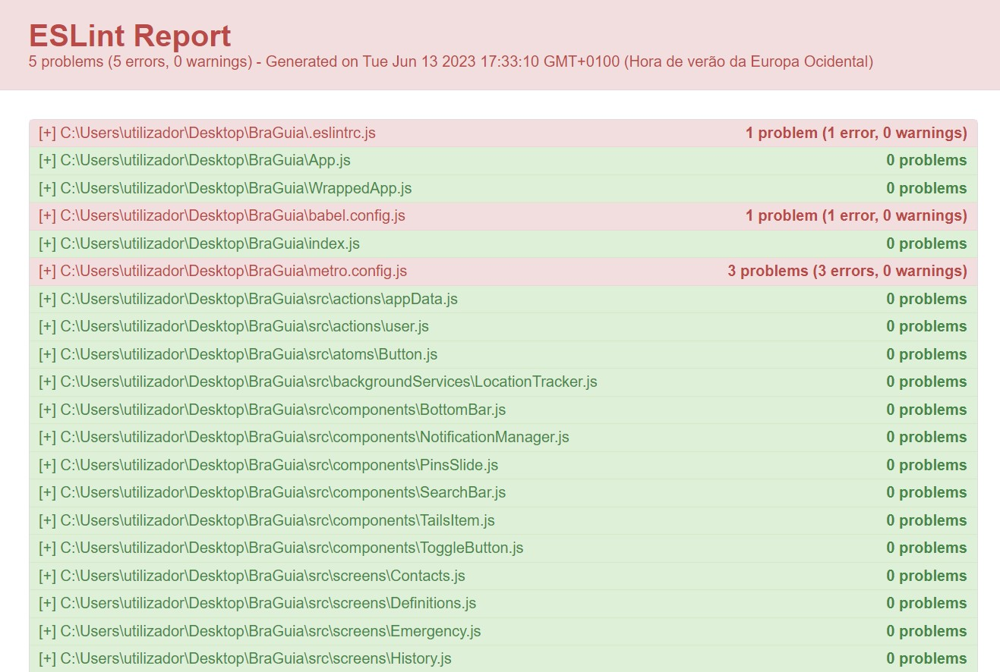 ESLint Report
5 problems (5 errors, 0 warnings) - Generated on Tue Jun 13 2023 17:33:10 GMT+0100 (Hora de verão da Europa Ocidental)
[+] C:\Users\utilizador\Desktop\BraGuia\.eslintrc.js 1 problem (1 error, 0 warnings)
[+] C:\Users\utilizador\Desktop\BraGuia\App.js 0 problems
[+] C:\Users\utilizador\Desktop\BraGuia\WrappedApp.js 0 problems
[+] C:\Users\utilizador\Desktop\BraGuia\babel.config.js 1 problem (1 error, 0 warnings)
[+] C:\Users\utilizador\Desktop\BraGuia\index.js 0 problems
[+] C:\Users\utilizador\Desktop\BraGuia\metro.config.js 3 problems (3 errors, 0 warnings)
[+] C:\Users\utilizador\Desktop\BraGuia\src\actions\appData.js 0 problems
[+] C:\Users\utilizador\Desktop\BraGuia\src\actions\user.js 0 problems
[+] C:\Users\utilizador\Desktop\BraGuia\src\atoms\Button.js 0 problems
[+] C:\Users\utilizador\Desktop\BraGuia\src\backgroundServices\LocationTracker.js 0 problems
[+] C:\Users\utilizador\Desktop\BraGuia\src\components\BottomBar.js 0 problems
[+] C:\Users\utilizador\Desktop\BraGuia\src\components\NotificationManager.js 0 problems
[+] C:\Users\utilizador\Desktop\BraGuia\src\components\PinsSlide.js 0 problems
[+] C:\Users\utilizador\Desktop\BraGuia\src\components\SearchBar.js 0 problems
[+] C:\Users\utilizador\Desktop\BraGuia\src\components\TailsItem.js 0 problems
[+] C:\Users\utilizador\Desktop\BraGuia\src\components\ToggleButton.js 0 problems
[+] C:\Users\utilizador\Desktop\BraGuia\src\screens\Contacts.js 0 problems
[+] C:\Users\utilizador\Desktop\BraGuia\src\screens\Definitions.js 0 problems
[+] C:\Users\utilizador\Desktop\BraGuia\src\screens\Emergency.js 0 problems
[+] C:\Users\utilizador\Desktop\BraGuia\src\screens\History.js 0 problems